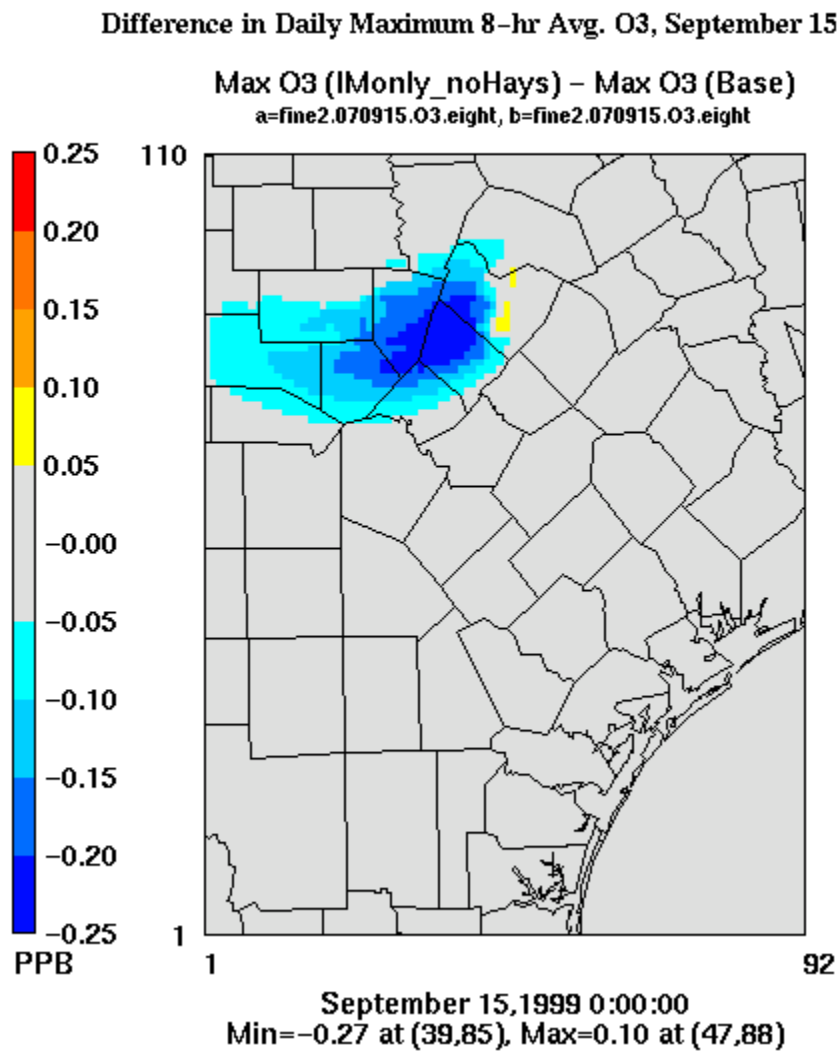 Difference in Daily Maximum 8-hr Avg. O3, September 15
Max O3 (IMonly_noHays) - Max O3 (Base)
a=fine2.070915.O3.eight, b=fine2.070915.O3.eight
0.25
0.20
0.15
0.10
0.05
-0.00
-0.05
-0.10
-0.15
-0.20
-0.25
PPB
110
1
1
92
September 15,1999 0:00:00
Min=-0.27 at (39,85), Max=0.10 at (47,88)